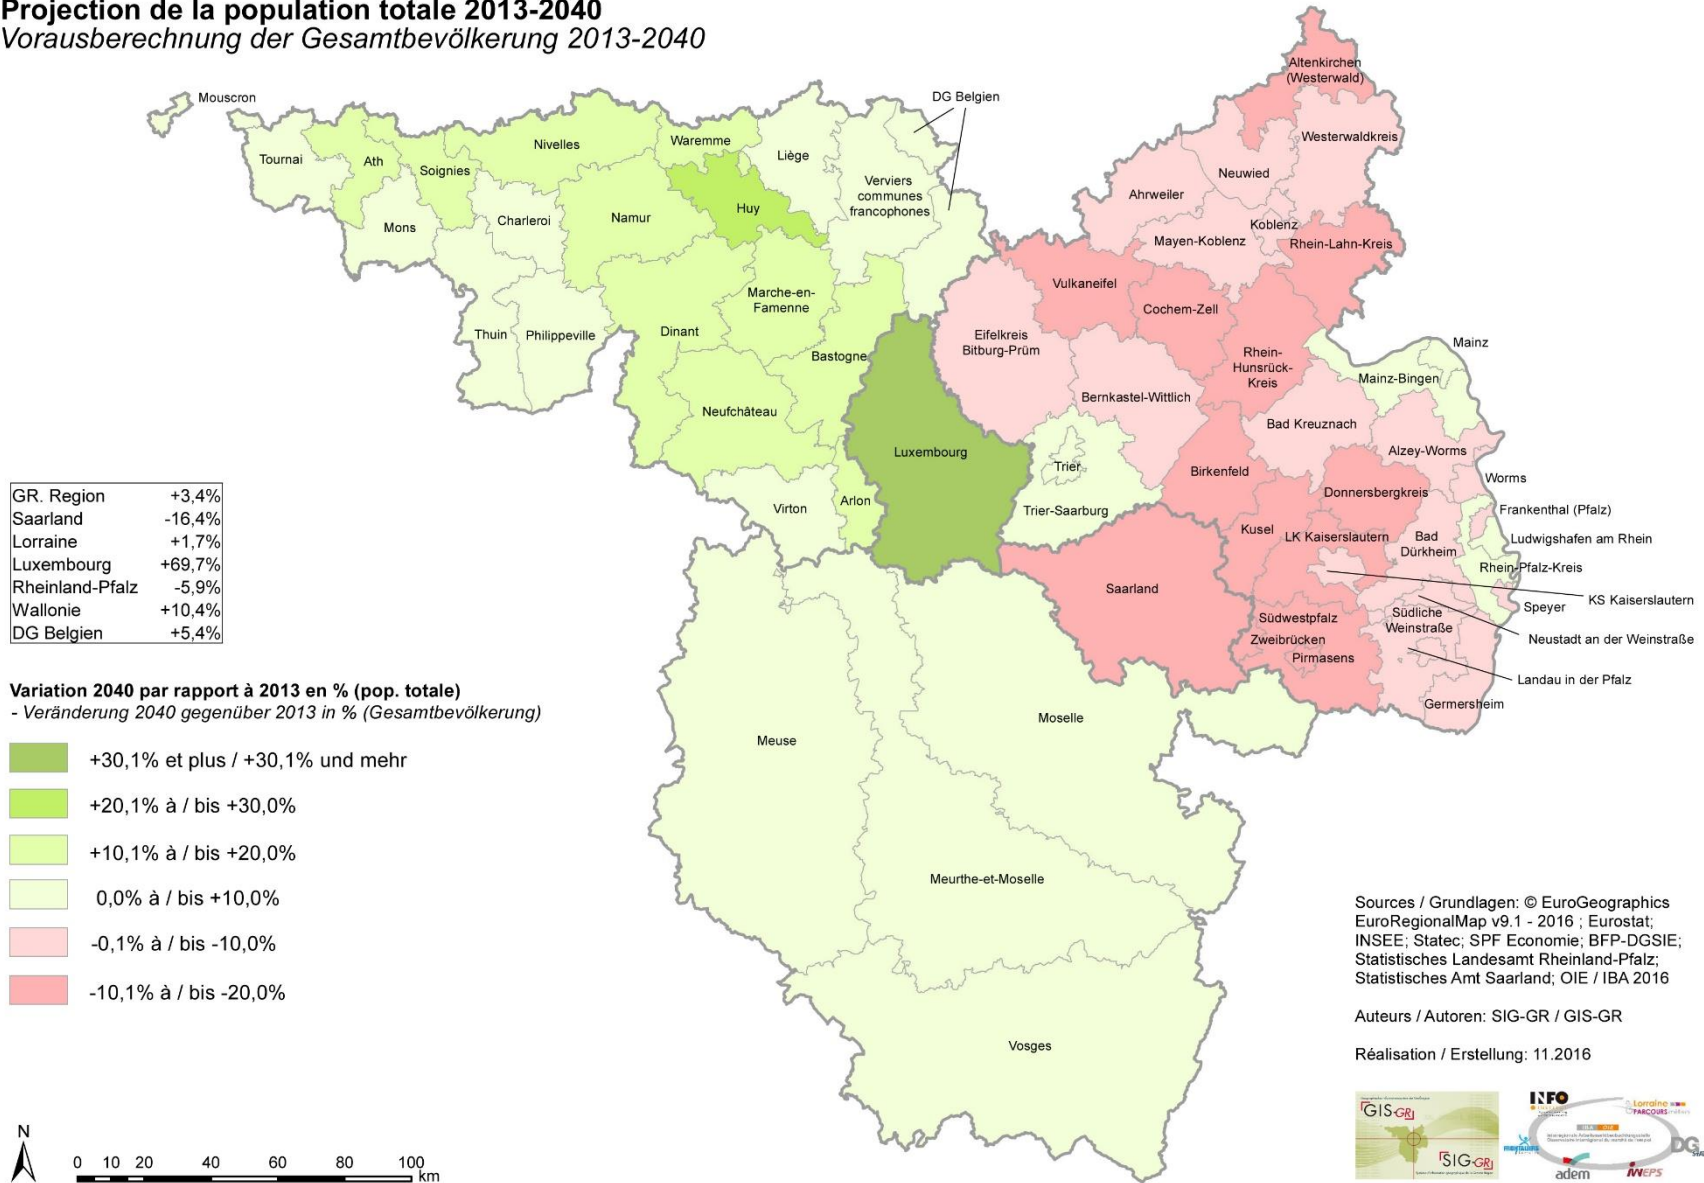 Projection de la population totale 2013-2040
Vorausberechnung der Gesamtbevölkerung 2013-2040
Mouscron
Tournai
Ath
Soignies
Nivelles
Waremme
Liège
DG Belgien
Verviers
communes
francophones
Mons
Charleroi
Namur
Huy
Thuin
Philippeville
Dinant
Marche-en-
Famenne
Bastogne
Neufchâteau
Virton
Arlon
Luxembourg
Altenkirchen
(Westerwald)
Westerwaldkreis
Neuwied
Ahrweiler
Koblenz
Mayen-Koblenz
Rhein-Lahn-Kreis
Vulkaneifel
Cochem-Zell
Eifelkreis
Bitburg-Prüm
Rhein-
Hunsrück-
Kreis
Mainz
Mainz-Bingen
Bernkastel-Wittlich
Bad Kreuznach
Alzey-Worms
Trier
Birkenfeld
Worms
Donnersbergkreis
Trier-Saarburg
Frankenthal (Pfalz)
Kusel
LK Kaiserslautern
Bad
Dürkheim
Ludwigshafen am Rhein
Rhein-Pfalz-Kreis
Saarland
KS Kaiserslautern
Speyer
Südwestpfalz
Südliche
Weinstraße
Zweibrücken
Neustadt an der Weinstraße
Pirmasens
Landau in der Pfalz
Germersheim
Meuse
Moselle
Meurthe-et-Moselle
Vosges
GR. Region +3,4%
Saarland -16,4%
Lorraine +1,7%
Luxembourg +69,7%
Rheinland-Pfalz -5,9%
Wallonie +10,4%
DG Belgien +5,4%
Variation 2040 par rapport à 2013 en % (pop. totale)
- Veränderung 2040 gegenüber 2013 in % (Gesamtbevölkerung)
+30,1% et plus / +30,1% und mehr
+20,1% à / bis +30,0%
+10,1% à / bis +20,0%
0,0% à / bis +10,0%
-0,1% à / bis -10,0%
-10,1% à / bis -20,0%
Sources / Grundlagen: © EuroGeographics
EuroRegionalMap v9.1 - 2016 ; Eurostat;
INSEE; Statec; SPF Economie; BFP-DGSIE;
Statistisches Landesamt Rheinland-Pfalz;
Statistisches Amt Saarland; OIE / IBA 2016
Auteurs / Autoren: SIG-GR / GIS-GR
Réalisation / Erstellung: 11.2016
N
0 10 20 40 60 80 100
km
GIS-GR
SIG-GR
INFO
Lorraine
PARCOURS
IBA OIE
DG
adem
IWEPS